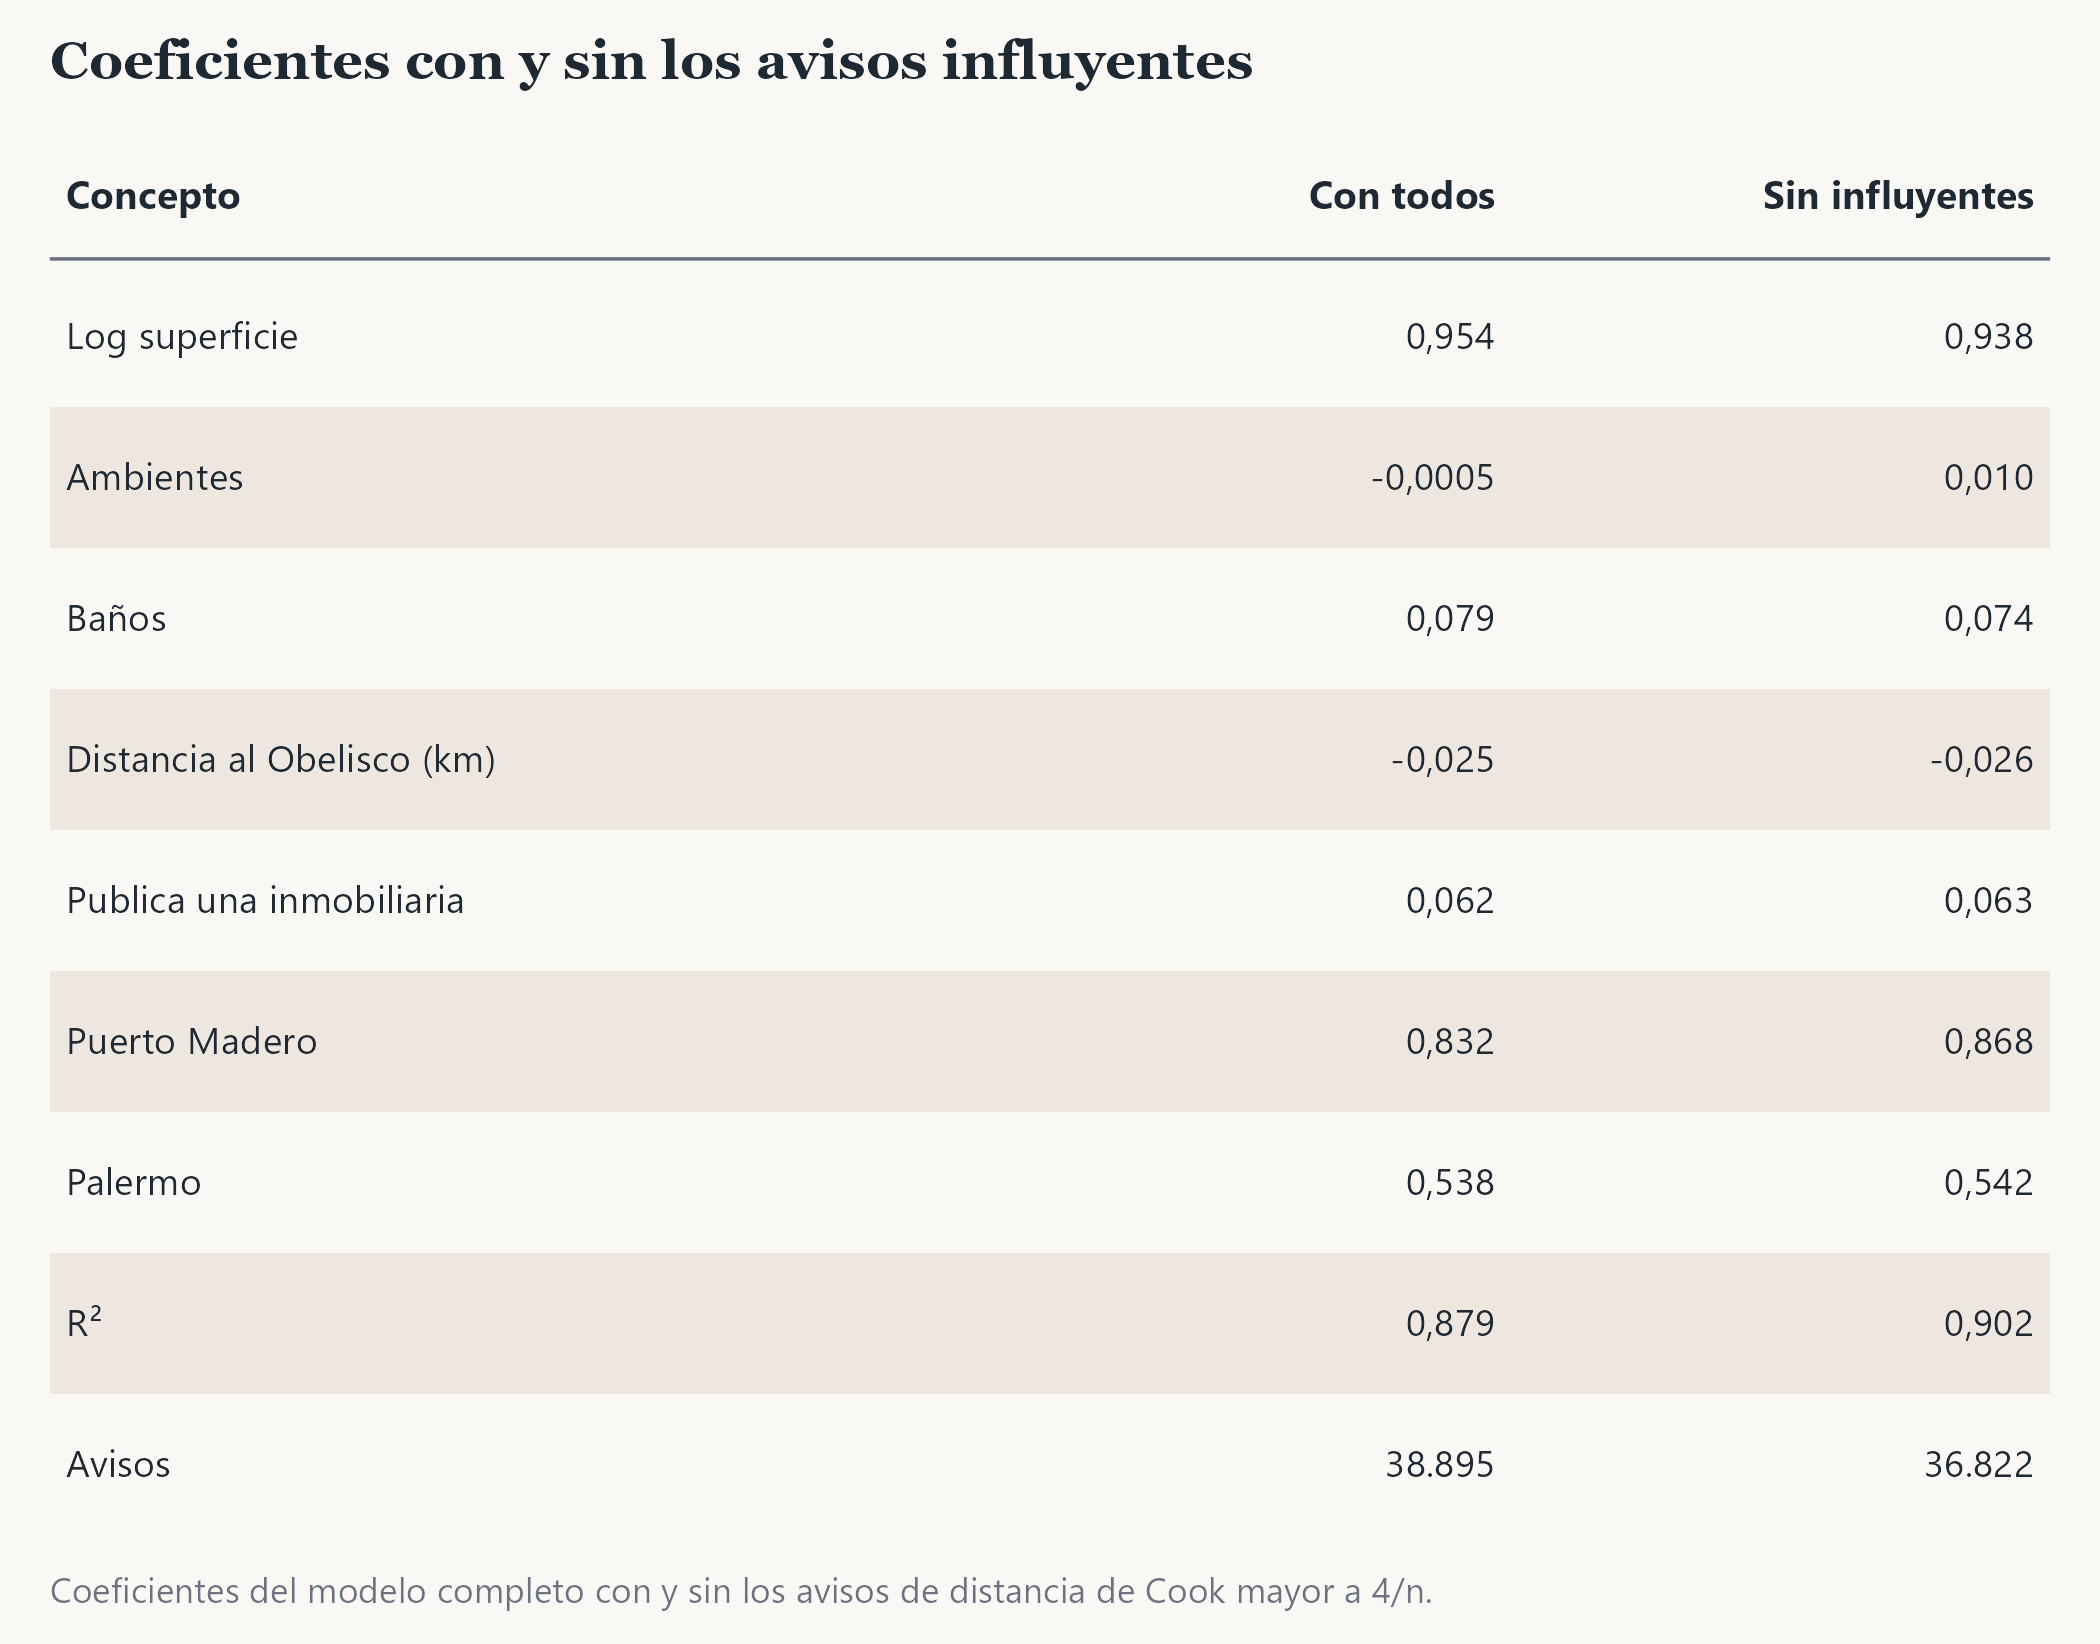 Coeficientes con y sin los avisos influyentes
Concepto Con todos Sin influyentes
Log superficie 0,954 0,938
Ambientes -0,0005 0,010
Baños 0,079 0,074
Distancia al Obelisco (km) -0,025 -0,026
Publica una inmobiliaria 0,062 0,063
Puerto Madero 0,832 0,868
Palermo 0,538 0,542
R² 0,879 0,902
Avisos 38.895 36.822
Coeficientes del modelo completo con y sin los avisos de distancia de Cook mayor a 4/n.